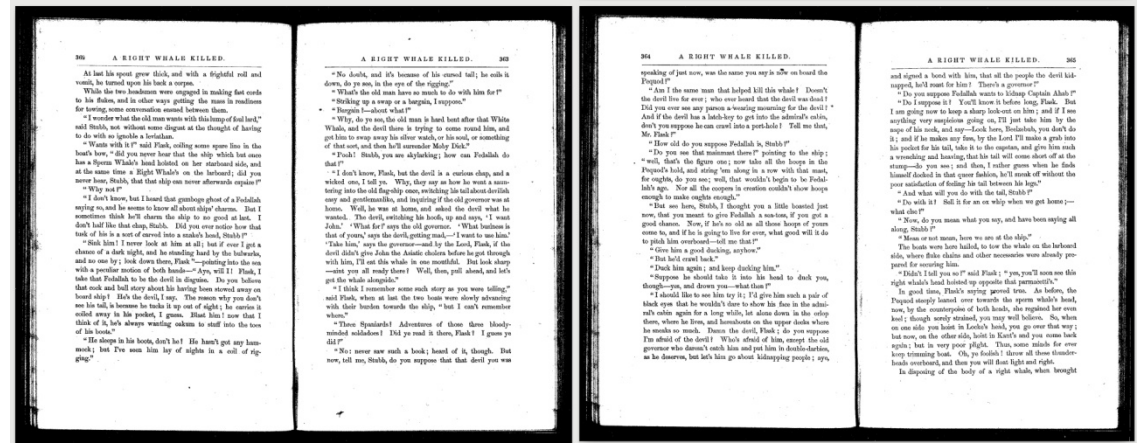 362 A RIGHT WHALE KILLED.
At last his spout grew thick, and with a frightful roll and
vomit, he turned upon his back a corpse.
While the two headsmen were engaged in making fast cords
to his flukes, and in other ways getting the mass in readiness
for towing, some conversation ensued between them.
"I wonder what the old man wants with this lump of foul lard,"
said Stubb, not without some disgust at the thought of having
to do with so ignoble a leviathan.
"Wants with it?" said Flask, coiling some spare line in the
boat's bow, "did you never hear that the ship which but once
has a Sperm Whale's head hoisted on her starboard side, and
at the same time a Right Whale's on the larboard; did you
never hear, Stubb, that that ship can never afterwards capsize?"
"Why not?"
"I don't know, but I heard that gamboge ghost of a Fedallah
saying so, and he seems to know all about ships' charms. But I
sometimes think he'll charm the ship to no good at last. I
don't half like that chap, Stubb. Did you ever notice how that
tusk of his is a sort of carved into a snake's head, Stubb?"
"Sink him! I never look at him at all; but if ever I get a
chance of a dark night, and he standing hard by the bulwarks,
and no one by; look down there, Flask"—pointing into the sea
with a peculiar motion of both hands—"Aye, will I! Flask, I
take that Fedallah to be the devil in disguise. Do you believe
that cock and bull story about his having been stowed away on
board ship? He's the devil, I say. The reason why you don't
see his tail, is because he tucks it up out of sight; he carries it
coiled away in his pocket, I guess. Blast him! now that I
think of it, he's always wanting oakum to stuff into the toes
of his boots."
"He sleeps in his boots, don't he? He hasn't got any ham-
mock; but I've seen him lay of nights in a coil of rig-
ging."
A RIGHT WHALE KILLED. 363
"No doubt, and it's because of his cursed tail; he coils it
down, do ye see, in the eye of the rigging."
"What's the old man have so much to do with him for?"
"Striking up a swap or a bargain, I suppose."
"Bargain—about what?"
"Why, do ye see, the old man is hard bent after that White
Whale, and the devil there is trying to come round him, and
get him to swap away his silver watch, or his soul, or something
of that sort, and then he'll surrender Moby Dick."
"Pooh! Stubb, you are skylarking; how can Fedallah do
that?"
"I don't know, Flask, but the devil is a curious chap, and a
wicked one, I tell ye. Why, they say as how he went a saun-
tering into the old flag-ship once, switching his tail about devilish
easy and gentlemanlike, and inquiring if the old governor was at
home. Well, he was at home, and asked the devil what he
wanted. The devil, switching his hoofs, up and says, 'I want
John.' 'What for?' says the old governor. 'What business is
that of yours,' says the devil, getting mad,—'I want to use him.'
'Take him,' says the governor—and by the Lord, Flask, if the
devil didn't give John the Asiatic cholera before he got through
with him, I'll eat this whale in one mouthful. But look sharp
—aint you all ready there? Well, then, pull ahead, and let's
get the whale alongside."
"I think I remember some such story as you were telling,"
said Flask, when at last the two boats were slowly advancing
with their burden towards the ship, "but I can't remember
where."
"Three Spaniards? Adventures of those three bloody-
minded soldadoes? Did ye read it there, Flask? I guess ye
did?"
"No: never saw such a book; heard of it, though. But
now, tell me, Stubb, do you suppose that that devil you was
364 A RIGHT WHALE KILLED.
speaking of just now, was the same you say is now on board the
Pequod?"
"Am I the same man that helped kill this whale? Doesn't
the devil live for ever; who ever heard that the devil was dead?
Did you ever see any parson a-wearing mourning for the devil?
And if the devil has a latch-key to get into the admiral's cabin,
don't you suppose he can crawl into a port-hole? Tell me that,
Mr. Flask?"
"How old do you suppose Fedallah is, Stubb?"
"Do you see that mainmast there?" pointing to the ship;
"well, that's the figure one; now take all the hoops in the
Pequod's hold, and string 'em along in a row with that mast,
for oughts, do you see; well, that wouldn't begin to be Fedal-
lah's age. Nor all the coopers in creation couldn't show hoops
enough to make oughts enough."
"But see here, Stubb, I thought you a little boasted just
now, that you meant to give Fedallah a sea-toss, if you got a
good chance. Now, if he's so old as all those hoops of yours
come to, and if he is going to live for ever, what good will it do
to pitch him overboard—tell me that?"
"Give him a good ducking, anyhow."
"But he'd crawl back."
"Duck him again; and keep ducking him."
"Suppose he should take it into his head to duck you,
though—yes, and drown you—what then?"
"I should like to see him try it; I'd give him such a pair of
black eyes that he wouldn't dare to show his face in the admi-
ral's cabin again for a long while, let alone down in the orlop
there, where he lives, and hereabouts on the upper decks where
he sneaks so much. Damn the devil, Flask; do you suppose
I'm afraid of the devil? Who's afraid of him, except the old
governor who daresn't catch him and put him in double-darbies,
as he deserves, but lets him go about kidnapping people; aye,
A RIGHT WHALE KILLED. 365
and signed a bond with him, that all the people the devil kid-
napped, he'd roast for him? There's a governor!"
"Do you suppose Fedallah wants to kidnap Captain Ahab?"
"Do I suppose it? You'll know it before long, Flask. But
I am going now to keep a sharp look-out on him; and if I see
anything very suspicious going on, I'll just take him by the
nape of his neck, and say—Look here, Beelzebub, you don't do
it; and if he makes any fuss, by the Lord I'll make a grab into
his pocket for his tail, take it to the capstan, and give him such
a wrenching and heaving, that his tail will come short off at the
stump—do you see; and then, I rather guess when he finds
himself docked in that queer fashion, he'll sneak off without the
poor satisfaction of feeling his tail between his legs."
"And what will you do with the tail, Stubb?"
"Do with it? Sell it for an ox whip when we get home;—
what else?"
"Now, do you mean what you say, and have been saying all
along, Stubb?"
"Mean or not mean, here we are at the ship."
The boats were here hailed, to tow the whale on the larboard
side, where fluke chains and other necessaries were already pre-
pared for securing him.
"Didn't I tell you so?" said Flask; "yes, you'll soon see this
right whale's head hoisted up opposite that parmacetti's."
In good time, Flask's saying proved true. As before, the
Pequod steeply leaned over towards the sperm whale's head,
now, by the counterpoise of both heads, she regained her even
keel; though sorely strained, you may well believe. So, when
on one side you hoist in Locke's head, you go over that way;
but now, on the other side, hoist in Kant's and you come back
again; but in very poor plight. Thus, some minds for ever
keep trimming boat. Oh, ye foolish! throw all these thunder-
heads overboard, and then you will float light and right.
In disposing of the body of a right whale, when brought